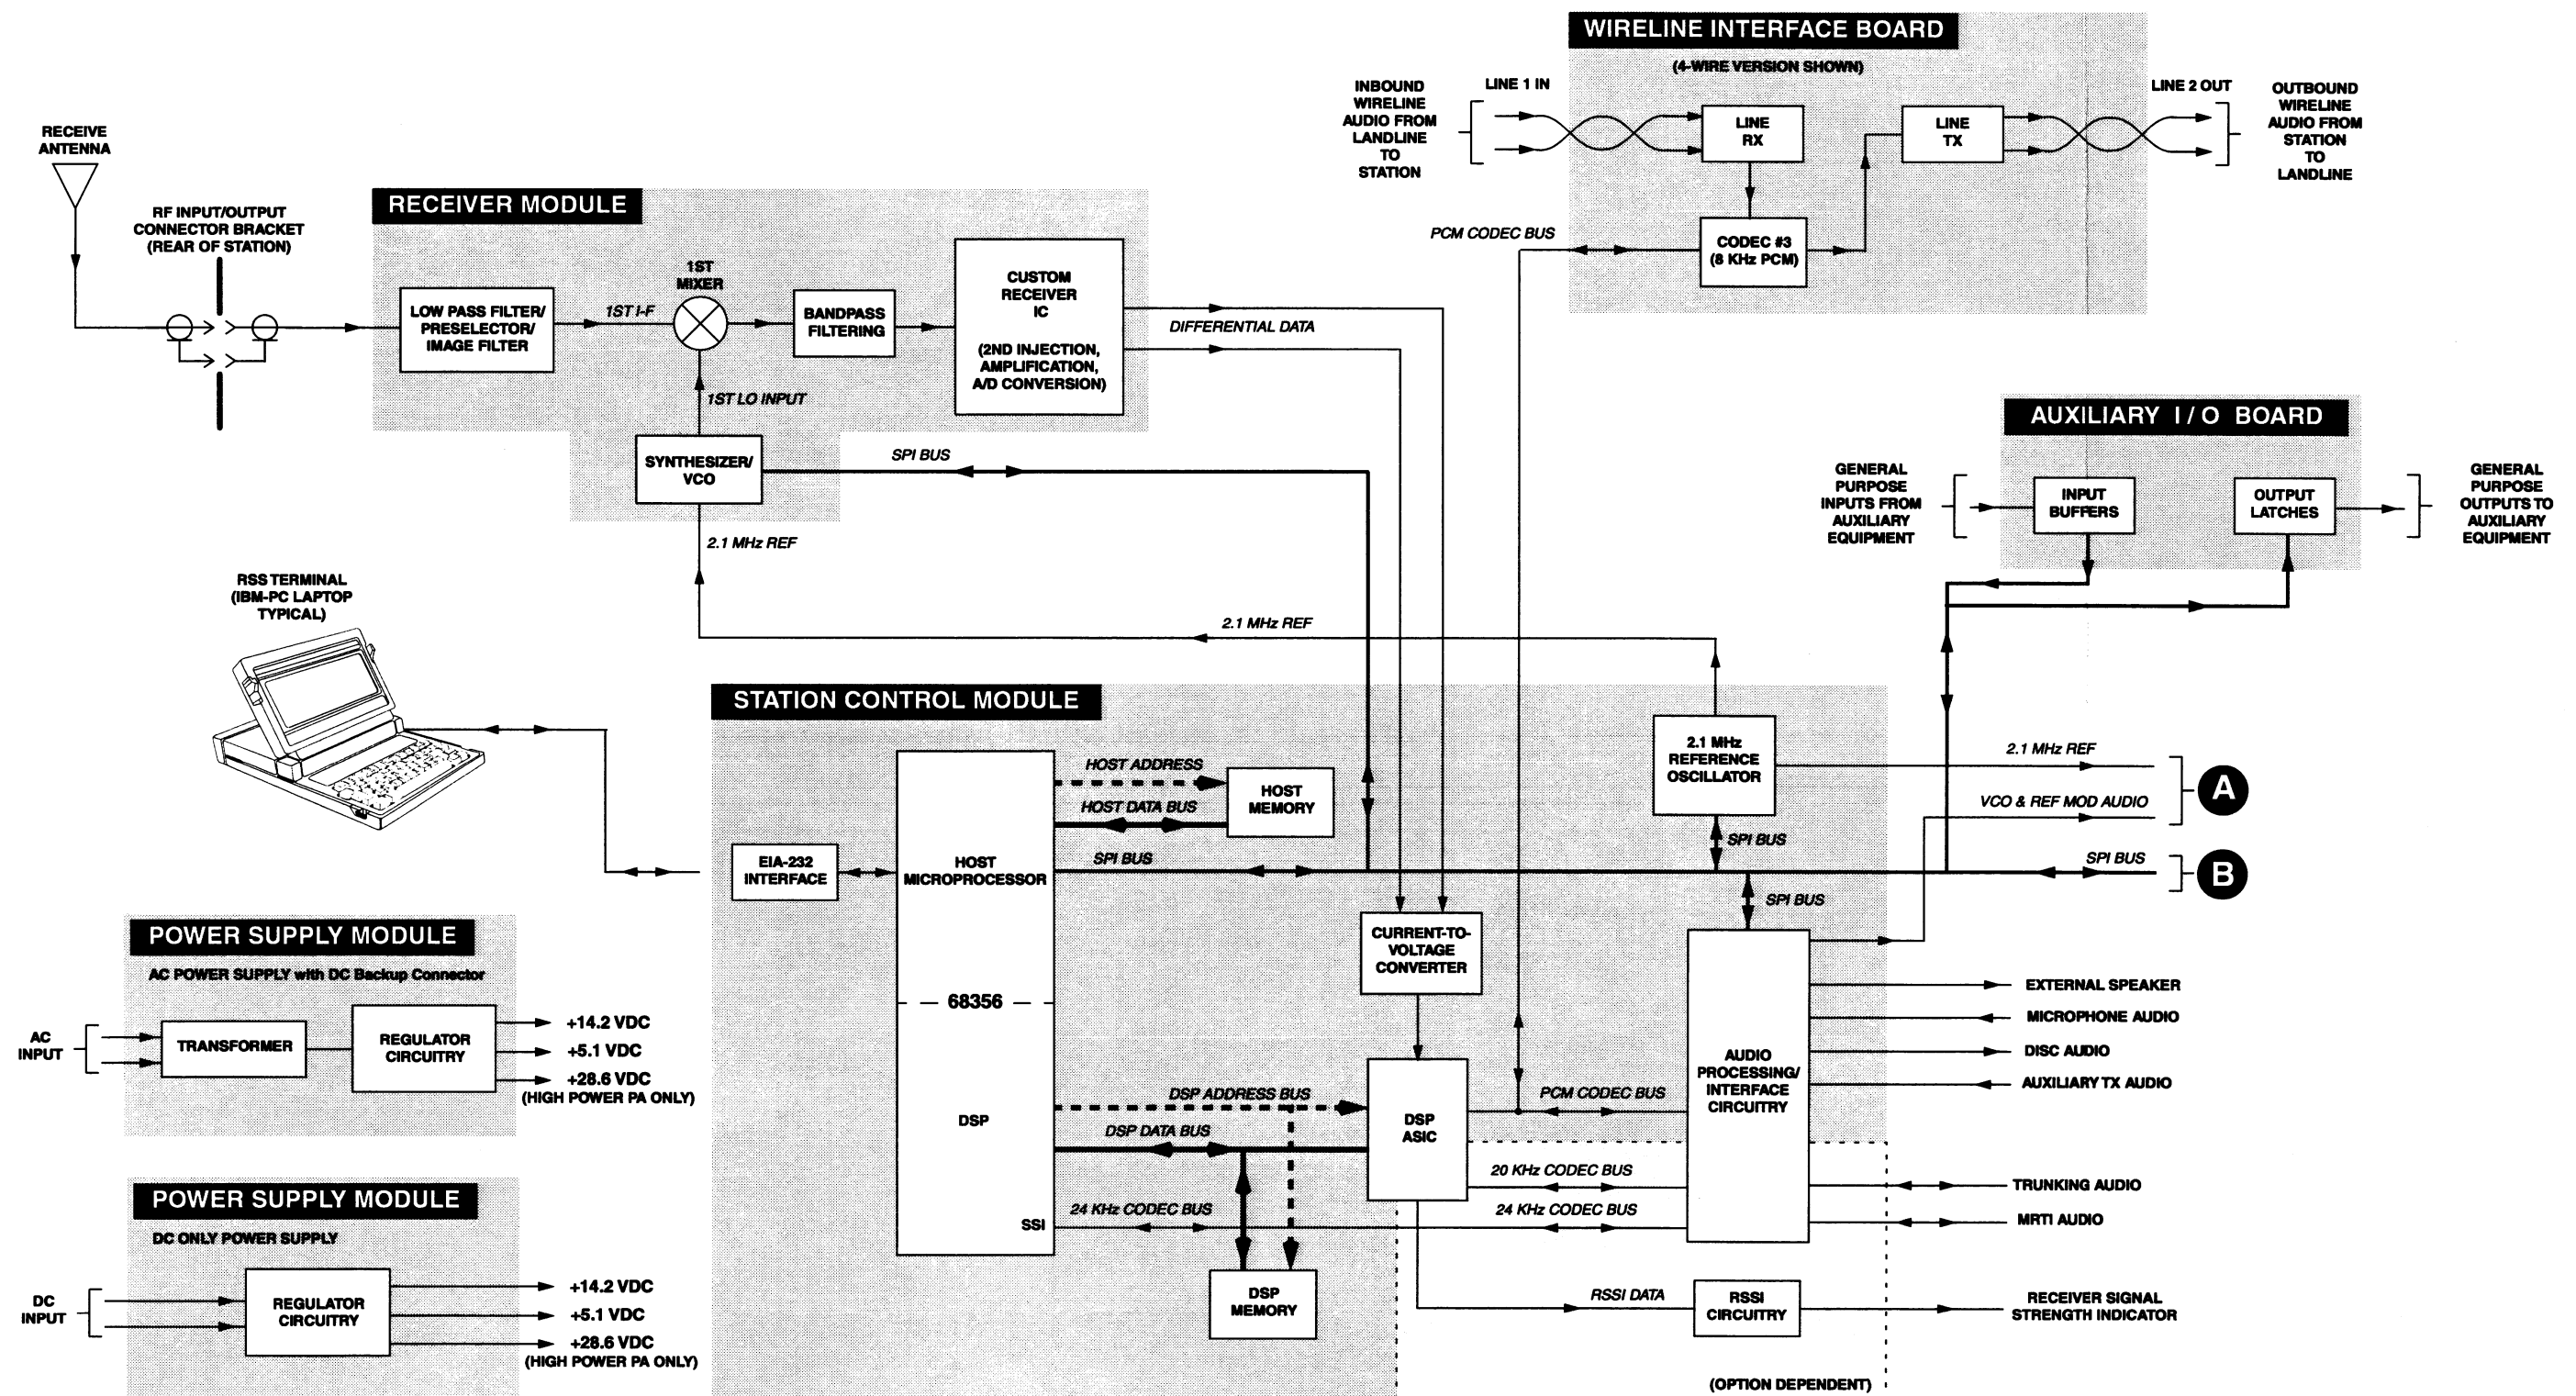 WIRELINE INTERFACE BOARD
(4-WIRE VERSION SHOWN)
INBOUND
WIRELINE
AUDIO FROM
LANDLINE
TO
STATION
LINE 1 IN
LINE
RX
LINE
TX
LINE 2 OUT
OUTBOUND
WIRELINE
AUDIO FROM
STATION
TO
LANDLINE
PCM CODEC BUS
CODEC #3
(8 KHz PCM)
RECEIVE
ANTENNA
RF INPUT/OUTPUT
CONNECTOR BRACKET
(REAR OF STATION)
RECEIVER MODULE
LOW PASS FILTER/
PRESELECTOR/
IMAGE FILTER
1ST I-F
1ST
MIXER
BANDPASS
FILTERING
CUSTOM
RECEIVER
IC
(2ND INJECTION,
AMPLIFICATION,
A/D CONVERSION)
DIFFERENTIAL DATA
1ST LO INPUT
SYNTHESIZER/
VCO
SPI BUS
2.1 MHz REF
2.1 MHz REF
AUXILIARY I / O BOARD
GENERAL
PURPOSE
INPUTS FROM
AUXILIARY
EQUIPMENT
INPUT
BUFFERS
OUTPUT
LATCHES
GENERAL
PURPOSE
OUTPUTS TO
AUXILIARY
EQUIPMENT
RSS TERMINAL
(IBM-PC LAPTOP
TYPICAL)
STATION CONTROL MODULE
HOST ADDRESS
HOST DATA BUS
HOST
MEMORY
2.1 MHz
REFERENCE
OSCILLATOR
2.1 MHz REF
VCO & REF MOD AUDIO
A
EIA-232
INTERFACE
HOST
MICROPROCESSOR
SPI BUS
SPI BUS
SPI BUS
SPI BUS
B
CURRENT-TO-
VOLTAGE
CONVERTER
68356
DSP
SSI
DSP ADDRESS BUS
DSP DATA BUS
24 KHz CODEC BUS
DSP
MEMORY
DSP
ASIC
PCM CODEC BUS
20 KHz CODEC BUS
24 KHz CODEC BUS
AUDIO
PROCESSING/
INTERFACE
CIRCUITRY
EXTERNAL SPEAKER
MICROPHONE AUDIO
DISC AUDIO
AUXILIARY TX AUDIO
TRUNKING AUDIO
MRTI AUDIO
RSSI DATA
RSSI
CIRCUITRY
RECEIVER SIGNAL
STRENGTH INDICATOR
(OPTION DEPENDENT)
POWER SUPPLY MODULE
AC POWER SUPPLY with DC Backup Connector
AC
INPUT
TRANSFORMER
REGULATOR
CIRCUITRY
+14.2 VDC
+5.1 VDC
+28.6 VDC
(HIGH POWER PA ONLY)
POWER SUPPLY MODULE
DC ONLY POWER SUPPLY
DC
INPUT
REGULATOR
CIRCUITRY
+14.2 VDC
+5.1 VDC
+28.6 VDC
(HIGH POWER PA ONLY)